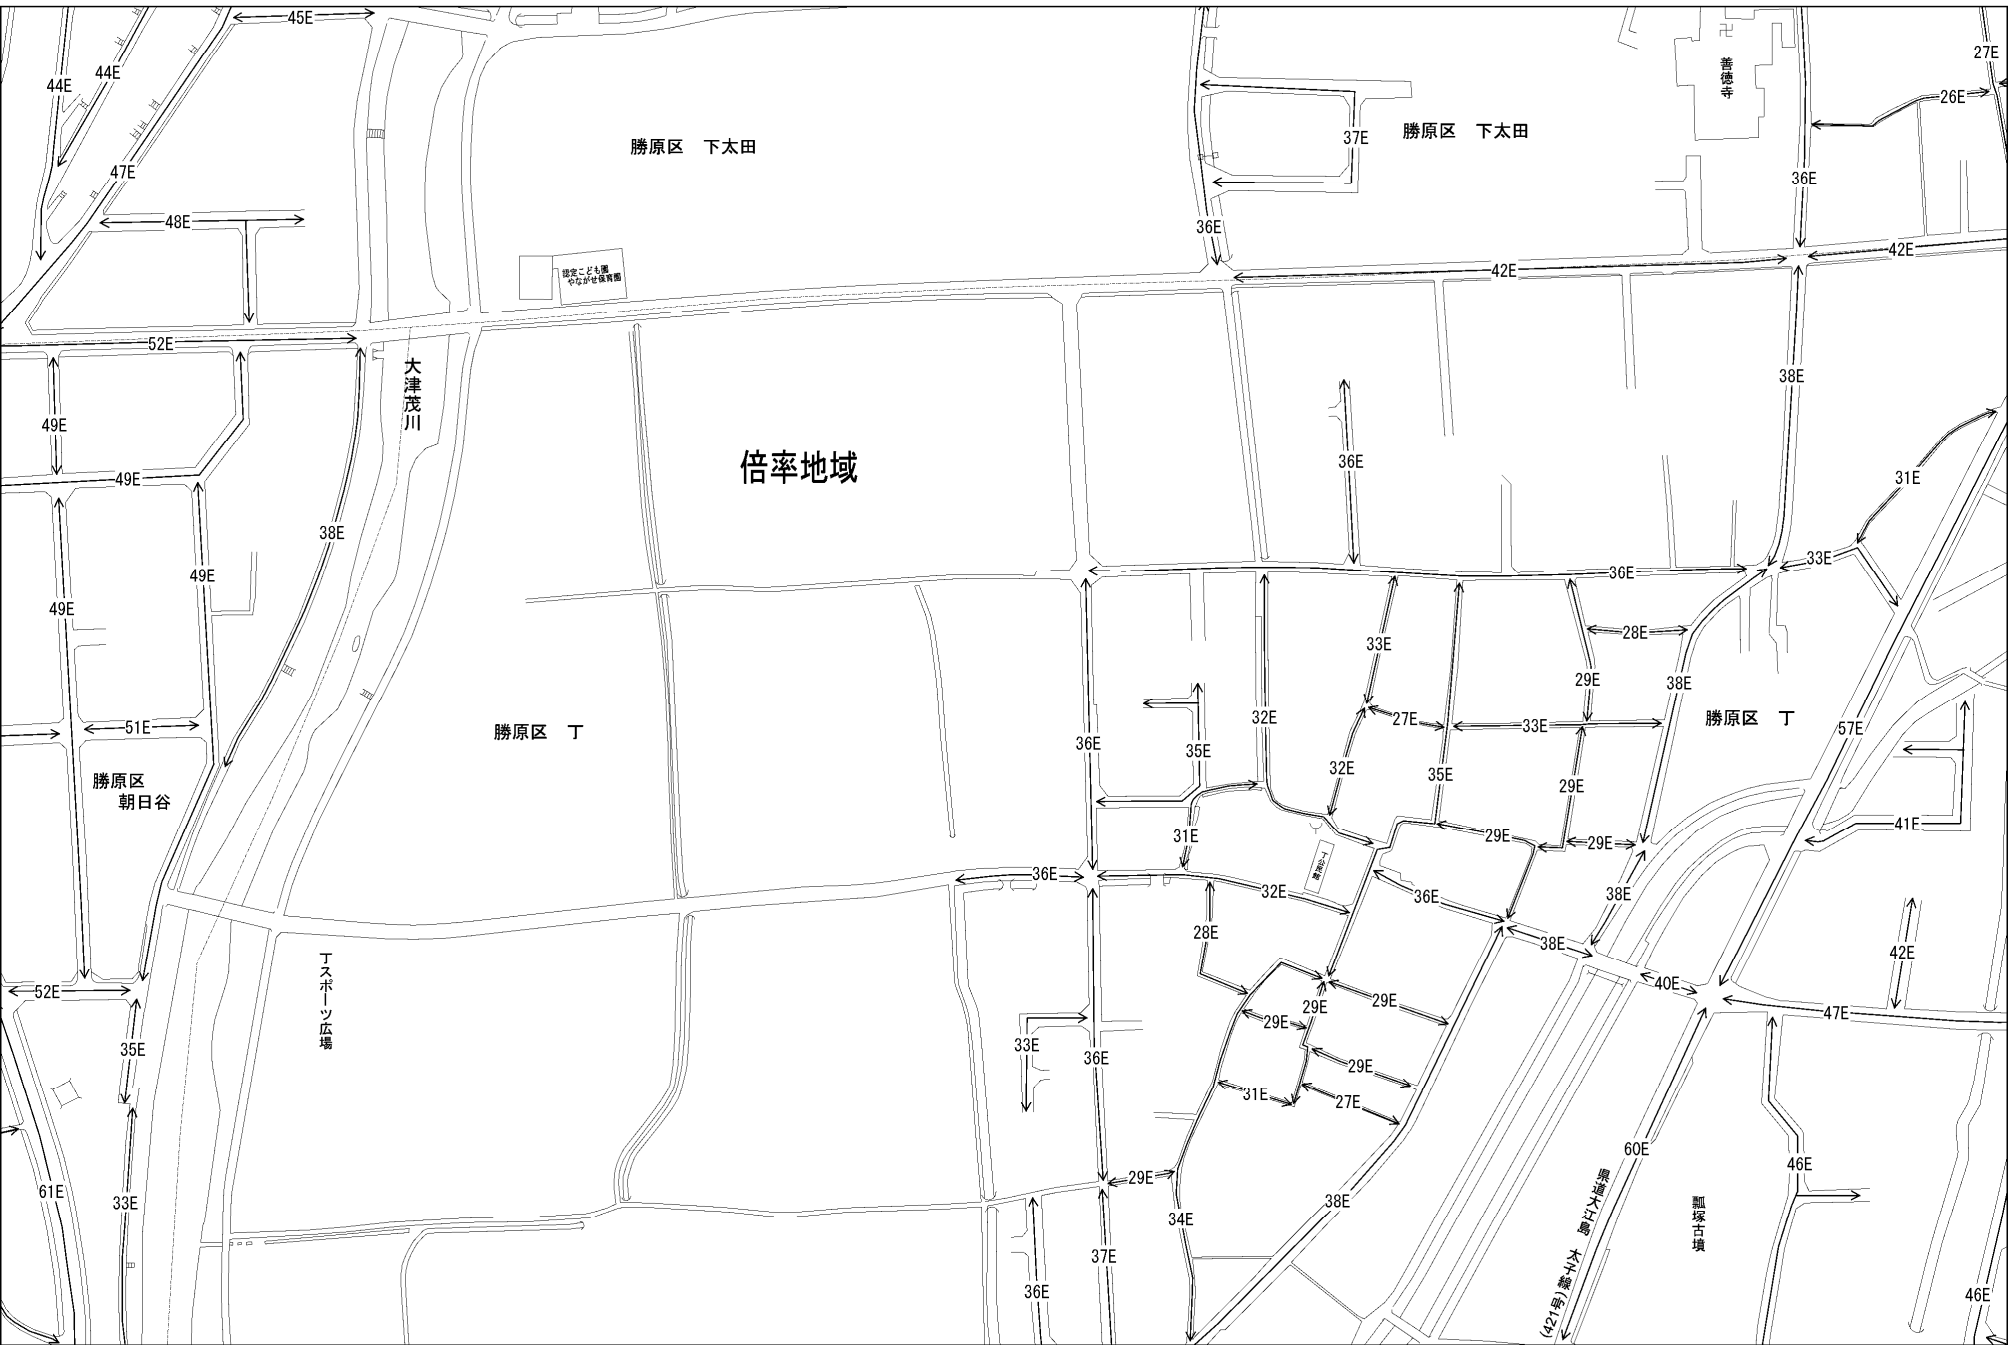 45E
44E
44E
47E
48E
52E
49E
49E
49E
49E
38E
51E
勝原区
朝日谷
52E
35E
33E
61E
大津茂川
丁スポーツ広場
勝原区 下太田
認定こども園
やながせ保育園
倍率地域
勝原区 丁
37E
36E
勝原区 下太田
善徳寺
27E
26E
36E
42E
42E
38E
36E
31E
36E
33E
33E
28E
29E
38E
勝原区 丁
32E
27E
33E
36E
35E
32E
35E
29E
57E
31E
29E
29E
41E
丁公民館
36E
32E
36E
38E
28E
38E
40E
42E
29E
29E
29E
47E
33E
36E
29E
31E
27E
29E
34E
38E
60E
46E
県道大江島 太子線
(421号)
瓢塚古墳
37E
36E
46E